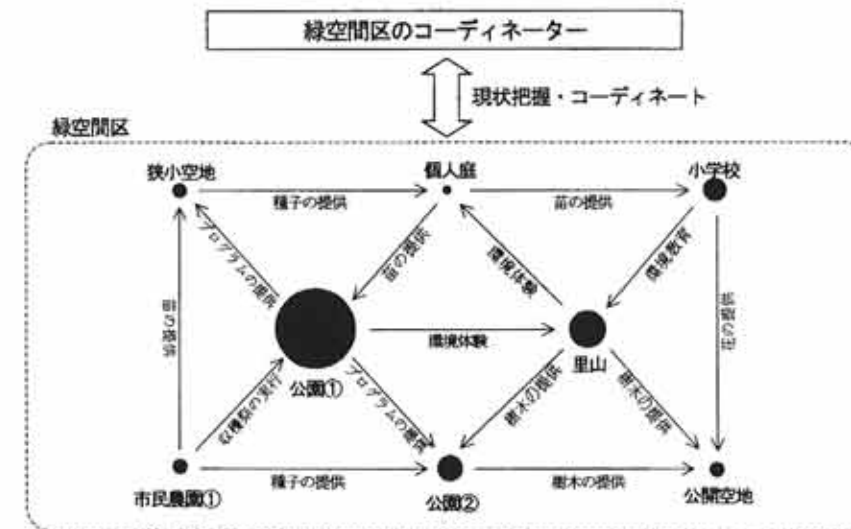 緑空間区のコーディネーター
現状把握・コーディネート
緑空間区
狭小空地
個人庭
小学校
種子の提供
苗の提供
プログラムの提供
苗の提供
環境体験
環境教育
苗の提供
花の提供
環境体験
公園①
里山
収穫祭の実行
プログラムの提供
樹木の提供
樹木の提供
市民農園①
種子の提供
公園②
樹木の提供
公開空地